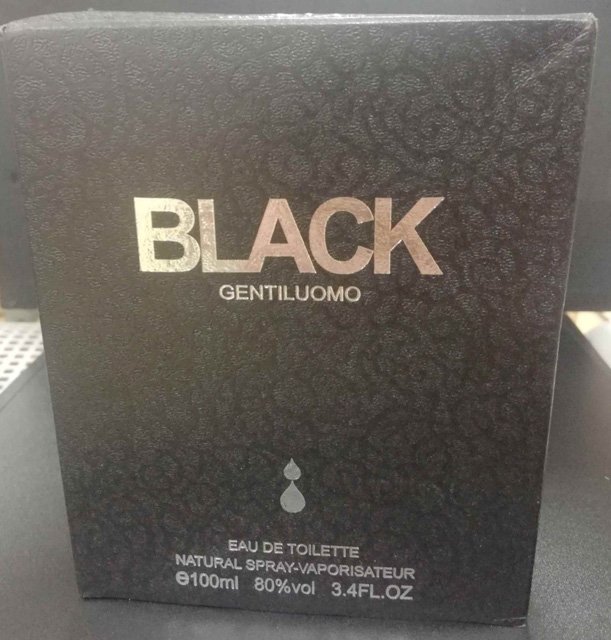 BLACK
GENTILUOMO
EAU DE TOILETTE
NATURAL SPRAY-VAPORISATEUR
℮100ml 80%vol 3.4FL.OZ